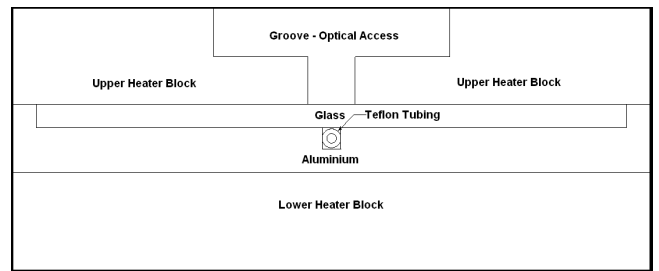 Groove - Optical Access
Upper Heater Block
Upper Heater Block
Glass
Teflon Tubing
Aluminium
Lower Heater Block